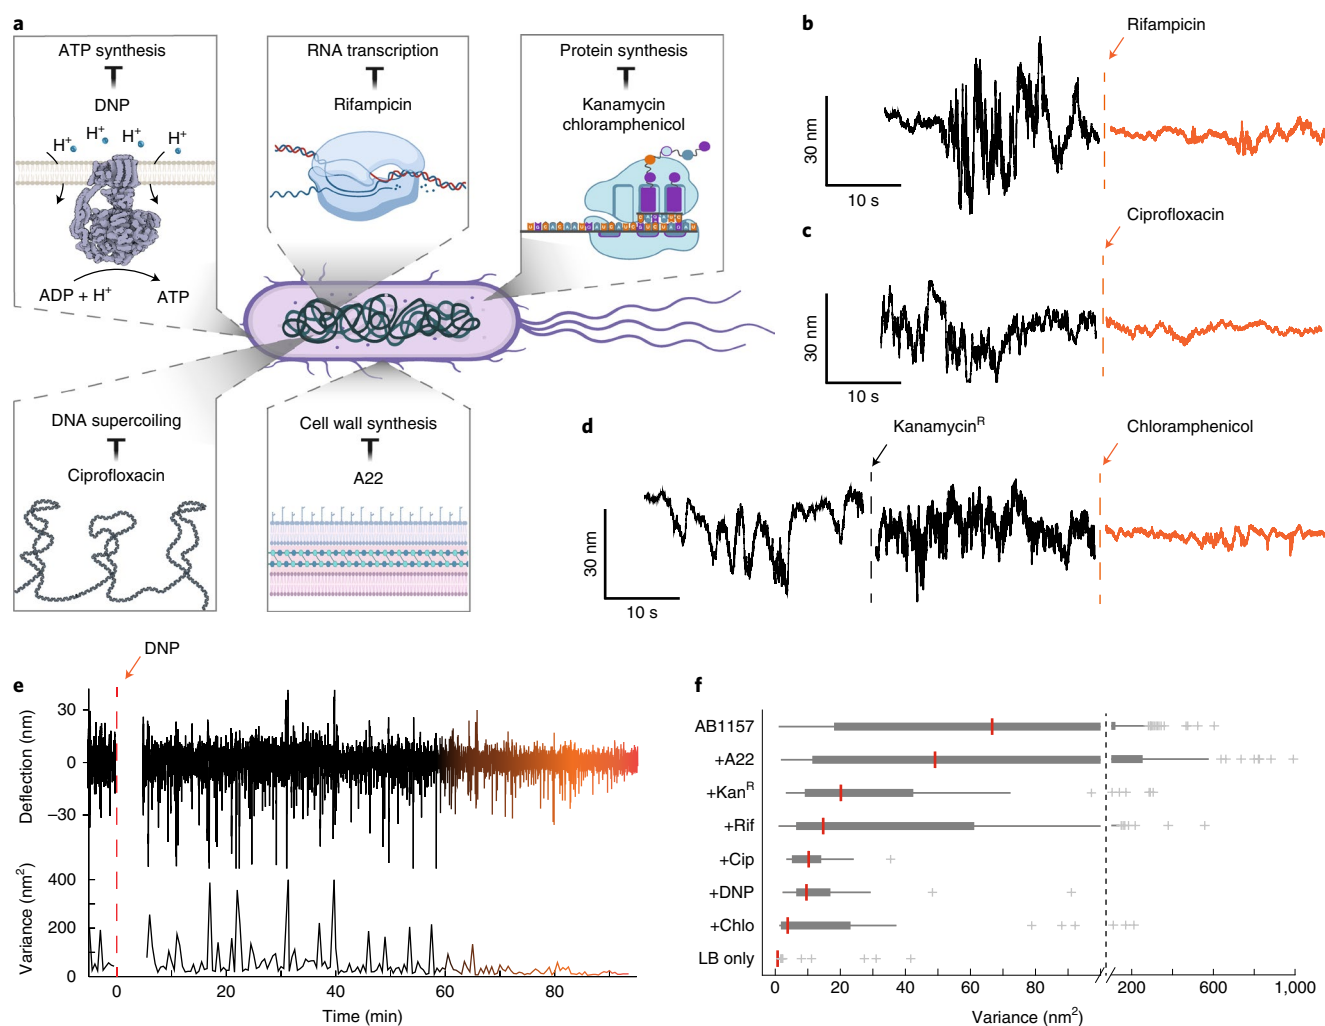 a
ATP synthesis
DNP
H+ H+ H+ H+
ADP + H+ ATP
RNA transcription
Rifampicin
Protein synthesis
Kanamycin
chloramphenicol
DNA supercoiling
Ciprofloxacin
Cell wall synthesis
A22
b
Rifampicin
30 nm
10 s
c
Ciprofloxacin
30 nm
10 s
d
KanamycinR
Chloramphenicol
30 nm
10 s
e
DNP
Deflection (nm)
30
0
–30
Variance (nm2)
400
200
0
0 20 40 60 80
Time (min)
f
AB1157
+A22
+KanR
+Rif
+Cip
+DNP
+Chlo
LB only
0 20 40 60 80 200 600 1,000
Variance (nm2)